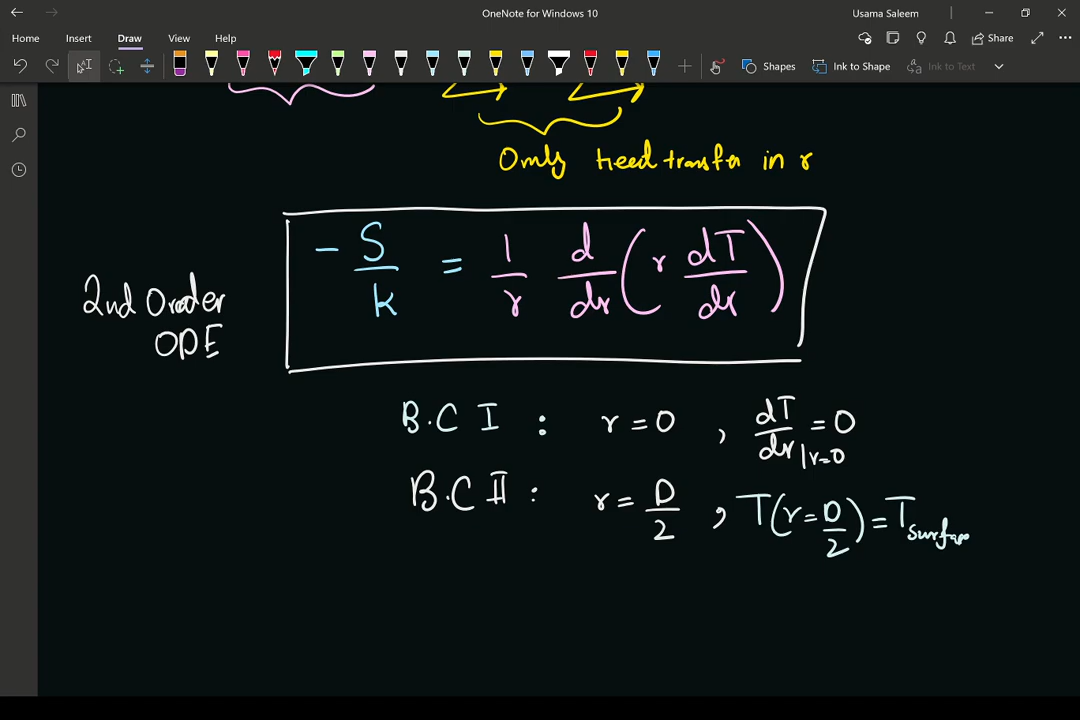 OneNote for Windows 10
Usama Saleem
Home Insert Draw View Help
Share
Shapes Ink to Shape Ink to Text
Only heed transfer in r
2nd Order
ODE
- S/k = 1/r d/dr (r dT/dr)
B.C I : r = 0 , dT/dr |r=0 = 0
B.C II : r = D/2 , T(r = D/2) = Tsurface